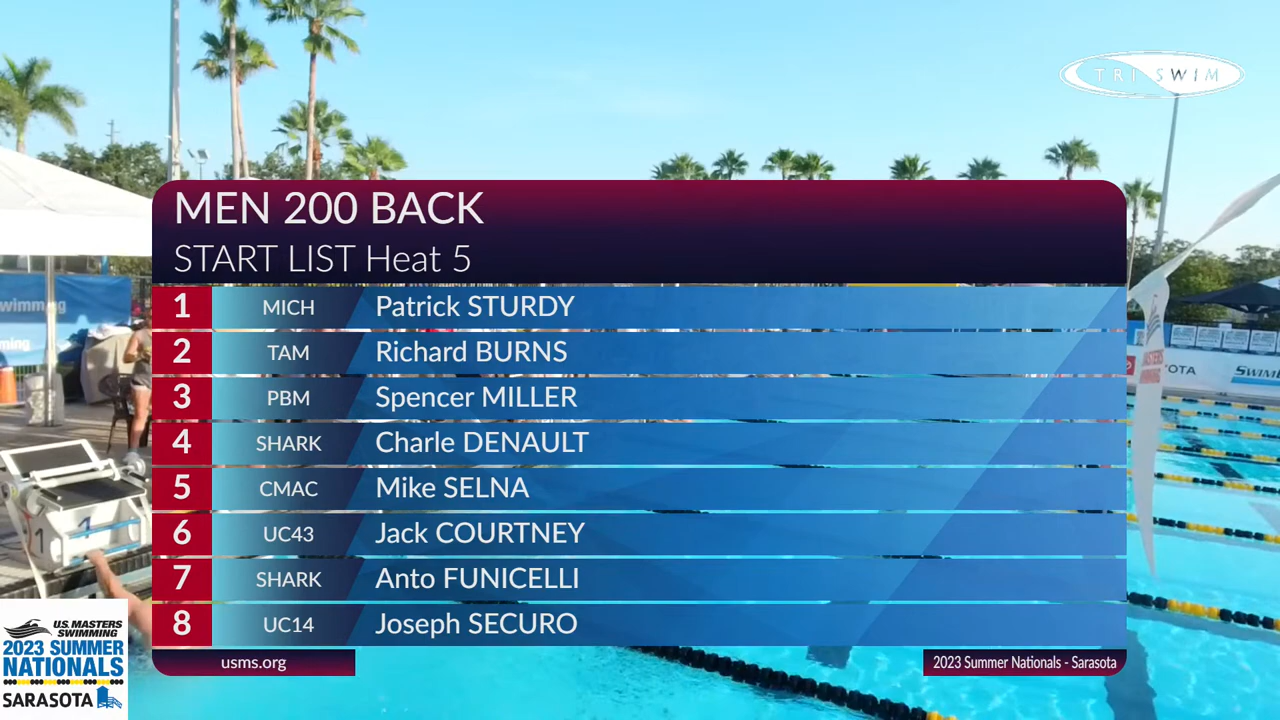 TRI SWIM
MEN 200 BACK
START LIST Heat 5
1 MICH Patrick STURDY
2 TAM Richard BURNS
3 PBM Spencer MILLER
4 SHARK Charle DENAULT
5 CMAC Mike SELNA
6 UC43 Jack COURTNEY
7 SHARK Anto FUNICELLI
8 UC14 Joseph SECURO
usms.org
2023 Summer Nationals - Sarasota
U.S. MASTERS
SWIMMING
2023 SUMMER
NATIONALS
SARASOTA
1